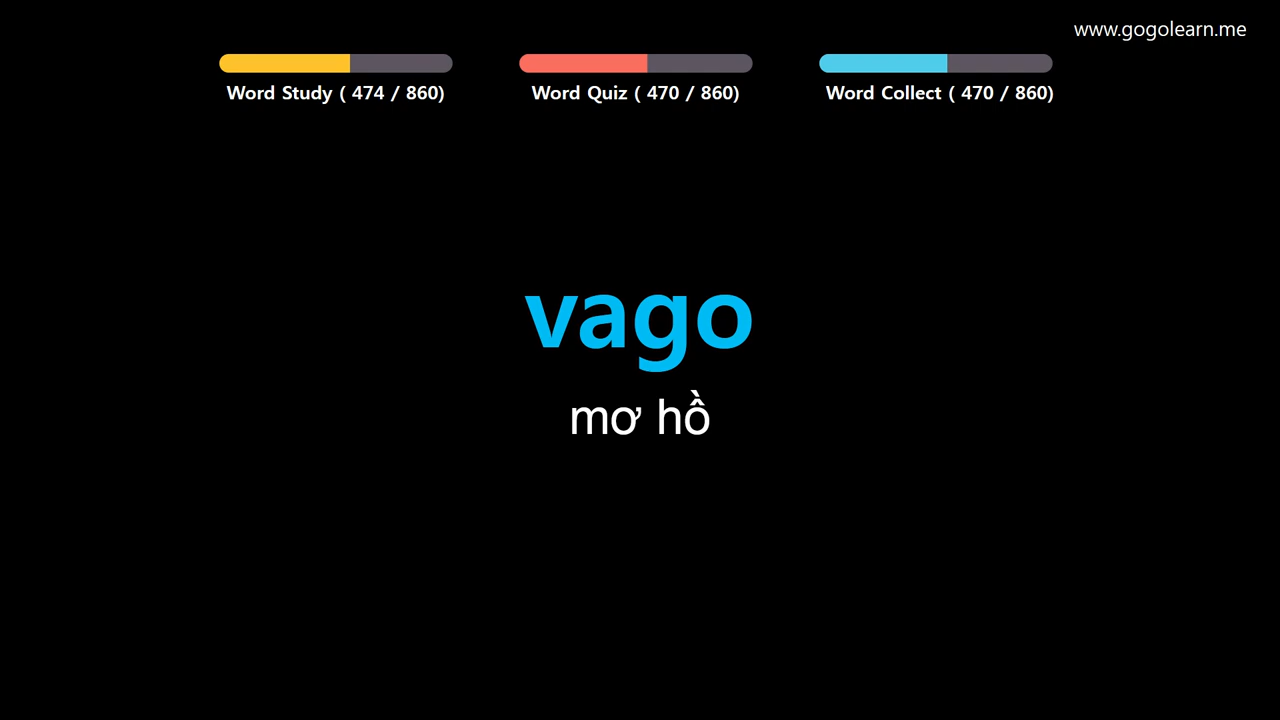 www.gogolearn.me
Word Study ( 474 / 860)
Word Quiz ( 470 / 860)
Word Collect ( 470 / 860)
vago
mơ hồ